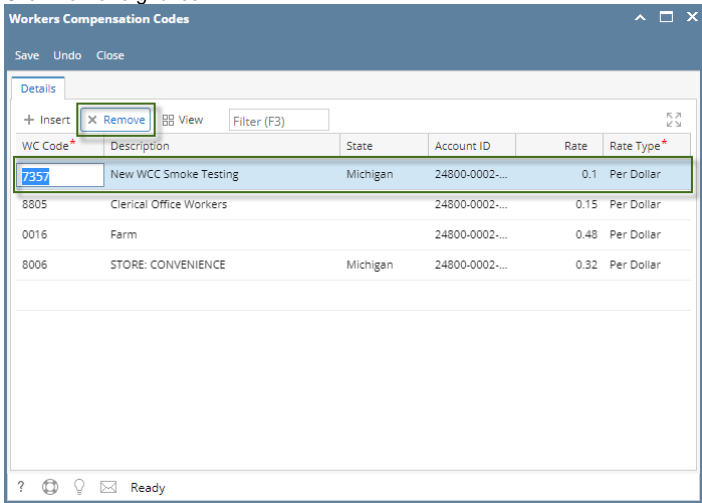 Workers Compensation Codes
Save Undo Close
Details
+ Insert X Remove View Filter (F3)
WC Code* Description State Account ID Rate Rate Type*
7357 New WCC Smoke Testing Michigan 24800-0002-... 0.1 Per Dollar
8805 Clerical Office Workers 24800-0002-... 0.15 Per Dollar
0016 Farm 24800-0002-... 0.48 Per Dollar
8006 STORE: CONVENIENCE Michigan 24800-0002-... 0.32 Per Dollar
? Ready